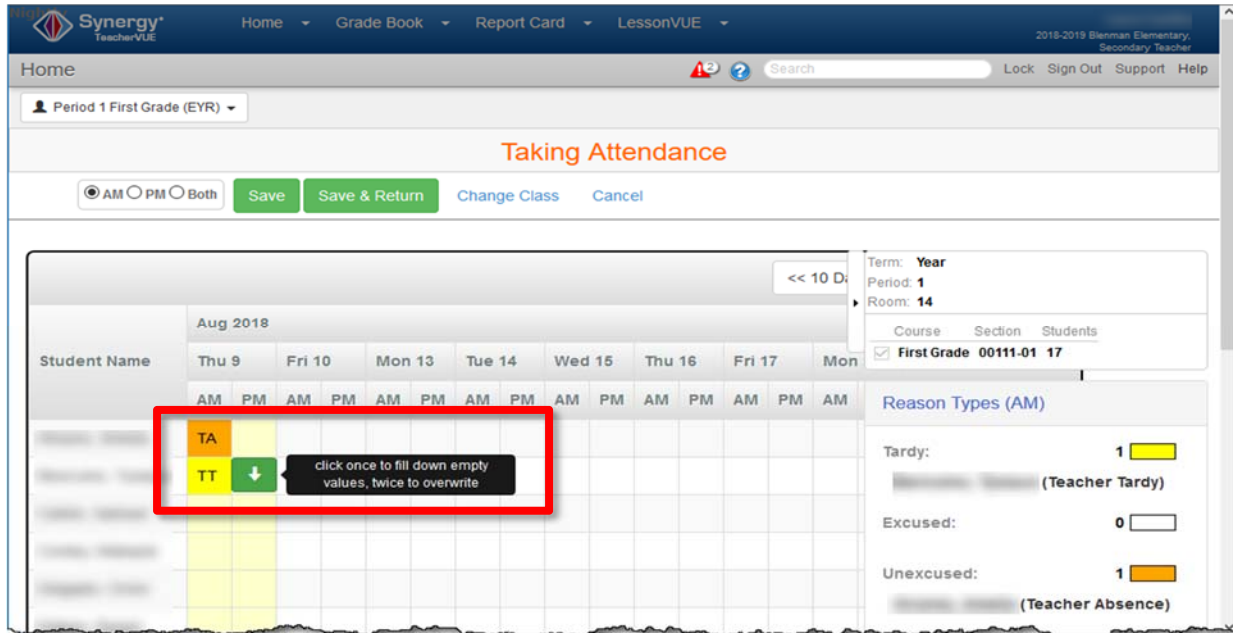 Synergy
TeacherVUE
Home Grade Book Report Card LessonVUE
2018-2019 Blenman Elementary,
Secondary Teacher
Home
2
?
Search
Lock Sign Out Support Help
Period 1 First Grade (EYR)
Taking Attendance
AM PM Both Save Save & Return Change Class Cancel
<< 10 Da
Term: Year
Period: 1
Room: 14
Course Section Students
First Grade 00111-01 17
Aug 2018
Student Name Thu 9 Fri 10 Mon 13 Tue 14 Wed 15 Thu 16 Fri 17 Mon
AM PM AM PM AM PM AM PM AM PM AM PM AM PM AM
TA
TT
click once to fill down empty
values, twice to overwrite
Reason Types (AM)
Tardy: 1
(Teacher Tardy)
Excused: 0
Unexcused: 1
(Teacher Absence)